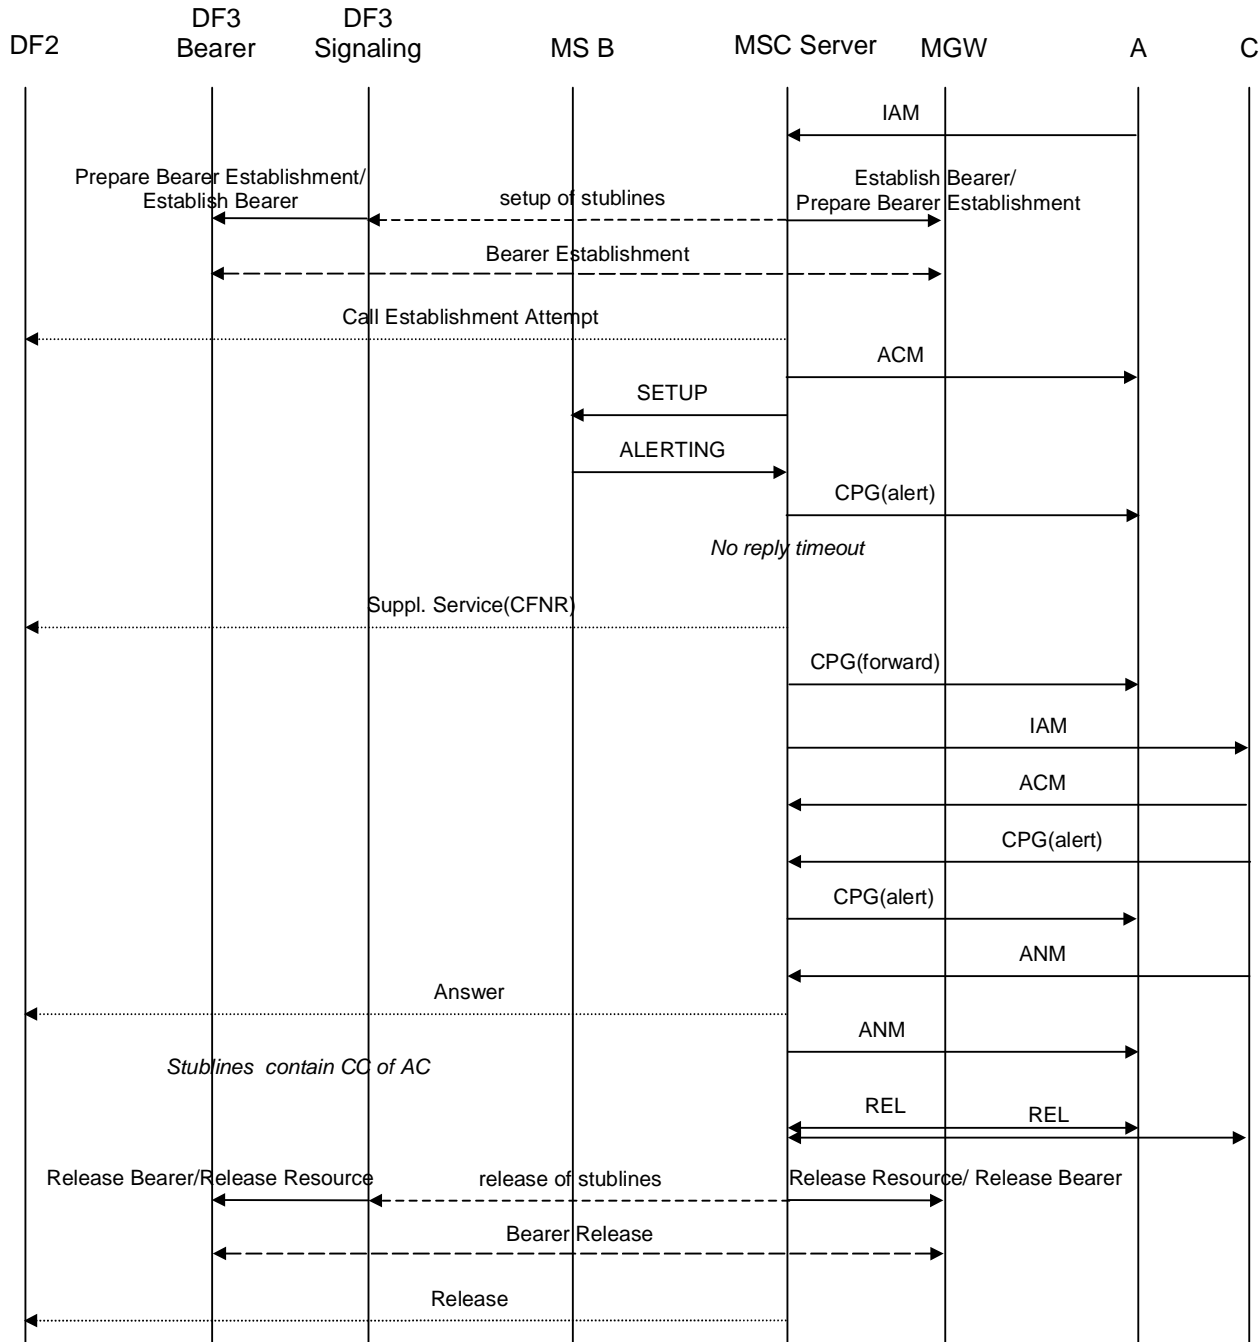 DF3
DF3
DF2
Bearer
Signaling
MS B
MSC Server
MGW
A
C
IAM
Prepare Bearer Establishment/
Establish Bearer
setup of stublines
Establish Bearer/
Prepare Bearer Establishment
Bearer Establishment
Call Establishment Attempt
ACM
SETUP
ALERTING
CPG(alert)
No reply timeout
Suppl. Service(CFNR)
CPG(forward)
IAM
ACM
CPG(alert)
CPG(alert)
ANM
Answer
ANM
Stublines contain CC of AC
REL
REL
Release Bearer/Release Resource
release of stublines
Release Resource/ Release Bearer
Bearer Release
Release